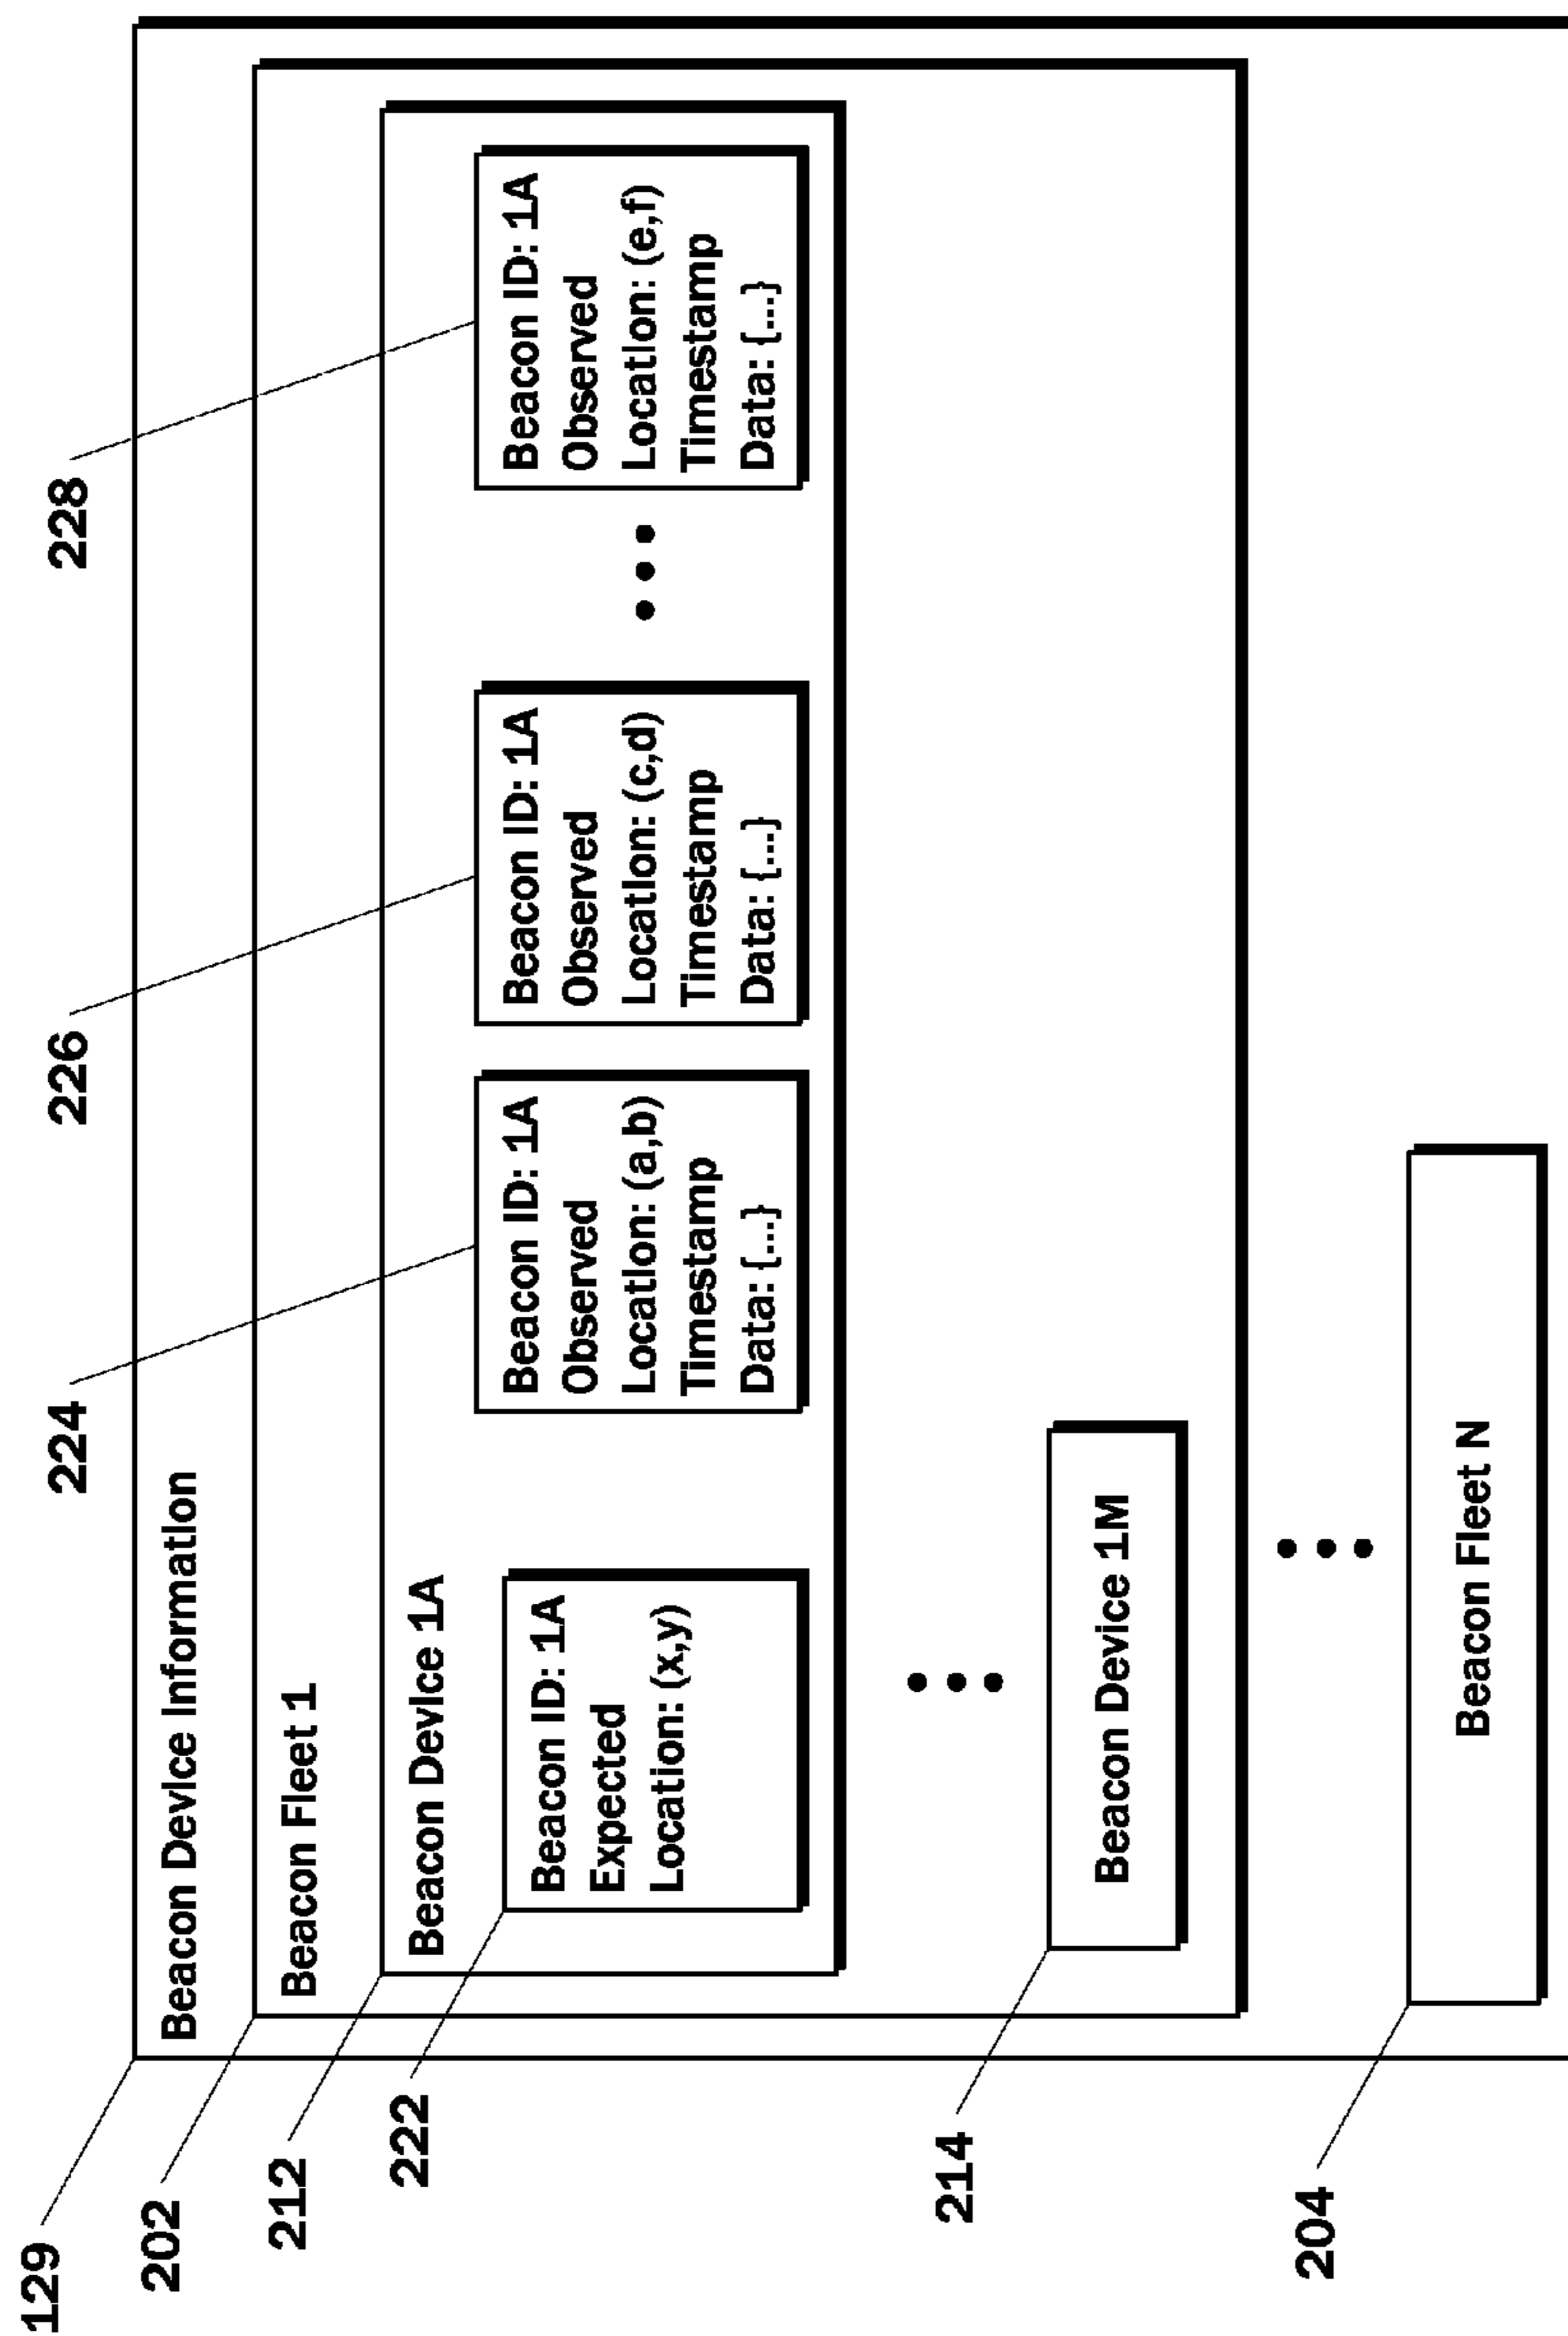 129
Beacon Device Information
202
Beacon Fleet 1
212
Beacon Device 1A
222
Beacon ID: 1A
Expected
Location: (x,y)
224
Beacon ID: 1A
Observed
Location: (a,b)
Timestamp
Data: {...}
226
Beacon ID: 1A
Observed
Location: (c,d)
Timestamp
Data: {...}
228
Beacon ID: 1A
Observed
Location: (e,f)
Timestamp
Data: {...}
214
Beacon Device 1M
204
Beacon Fleet N